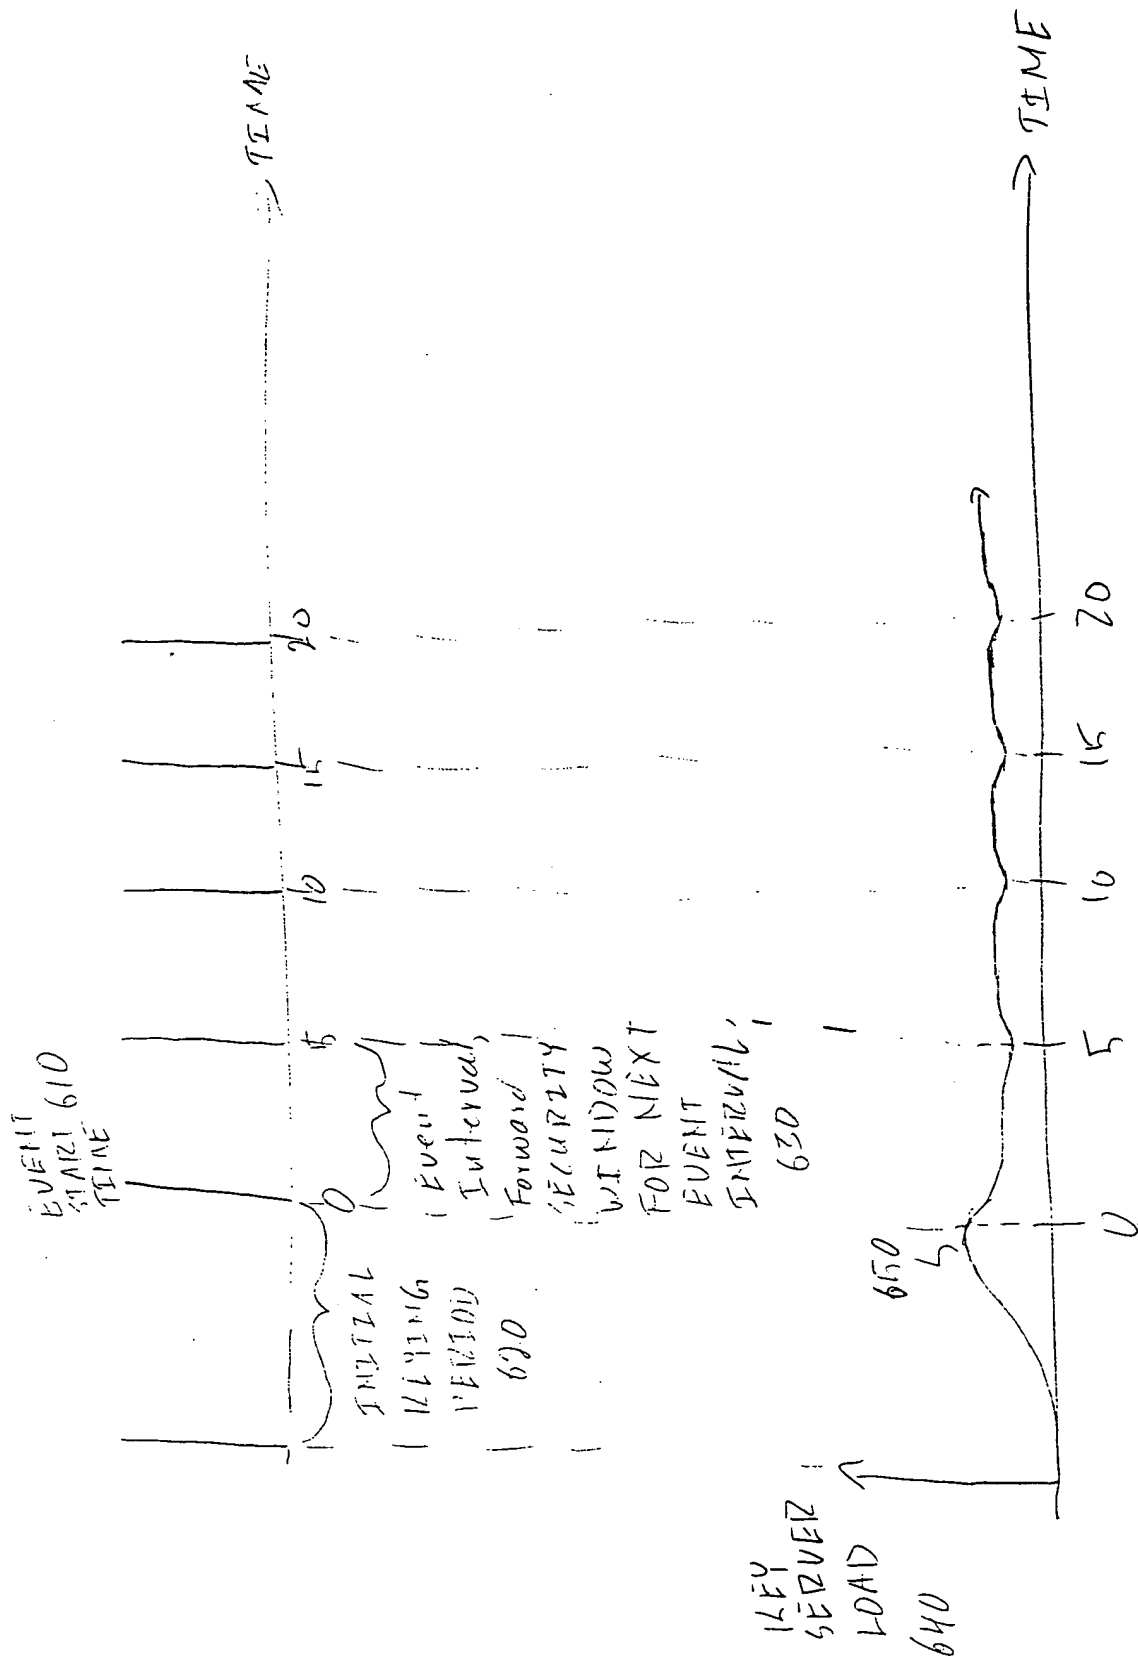 EVENT
START 610
TIME
TIME
0
5
10
15
20
INITIAL
KEYING
PERIOD
620
Event
Interval,
Forward
SECURITY
WINDOW
FOR NEXT
EVENT
INTERVAL,
630
KEY
SERVER
LOAD
640
650
0
5
10
15
20
TIME